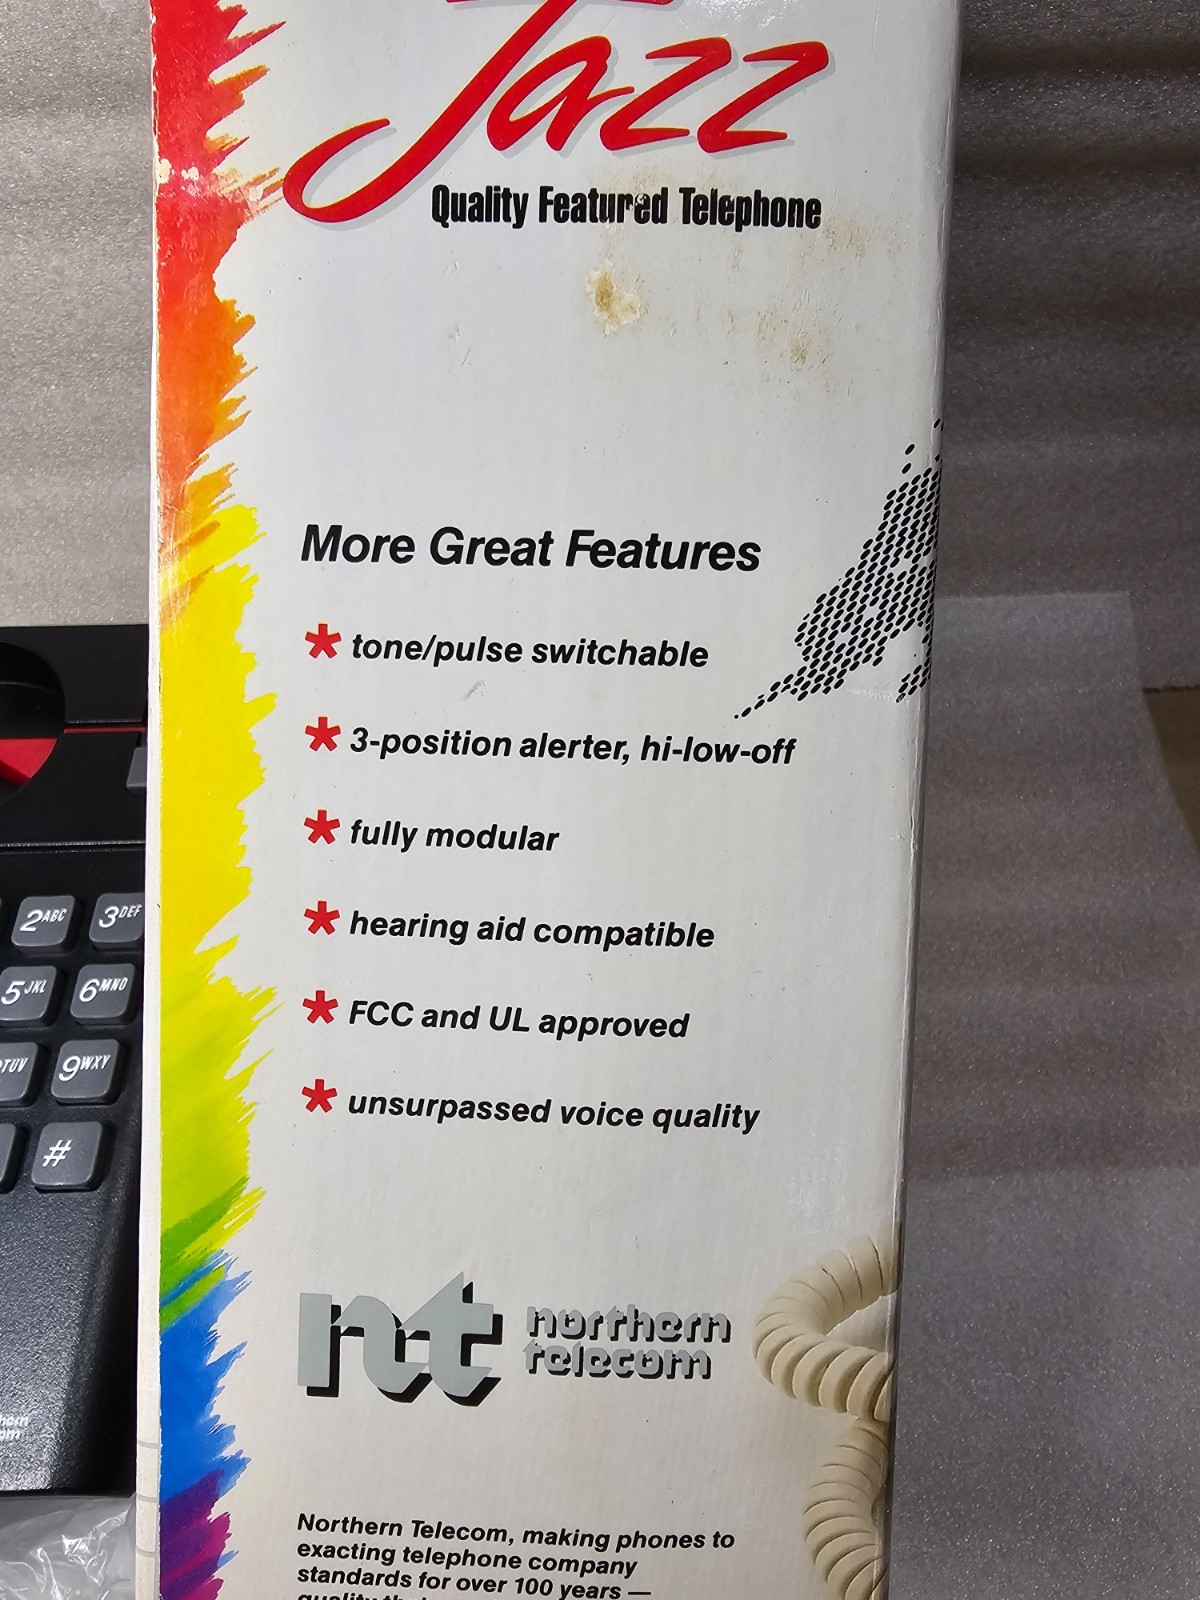 Jazz
Quality Featured Telephone
More Great Features
* tone/pulse switchable
* 3-position alerter, hi-low-off
* fully modular
* hearing aid compatible
* FCC and UL approved
* unsurpassed voice quality
nt northern
telecom
Northern Telecom, making phones to
exacting telephone company
standards for over 100 years —
2ABC 3DEF
5JKL 6MNO
TUV 9WXY
#